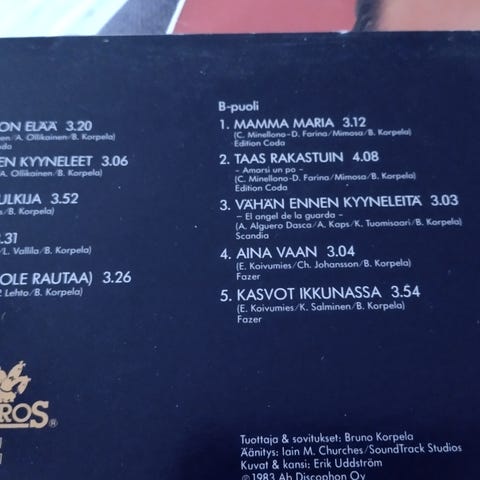 ON ELÄÄ 3.20
en/A. Ollikainen/B. Korpela)
EN KYYNELEET 3.06
A. Ollikainen/B. Korpela)
ULKIJA 3.52
s/B. Korpela)
.31
/L. Vallila/B. Korpela)
OLE RAUTAA) 3.26
Lehto/B. Korpela)
ROS®
B-puoli
1. MAMMA MARIA 3.12
(C. Minellono-D. Farina/Mimosa/B. Korpela)
Edition Coda
2. TAAS RAKASTUIN 4.08
– Amarsi un po –
(C. Minellono-D. Farina/Mimosa/B. Korpela)
Edition Coda
3. VÄHÄN ENNEN KYYNELEITÄ 3.03
– El angel de la guarda –
(A. Alguero Dasca/A. Kaps/K. Tuomisaari/B. Korpela)
Scandia
4. AINA VAAN 3.04
(E. Koivumies/Ch. Johansson/B. Korpela)
Fazer
5. KASVOT IKKUNASSA 3.54
(E. Koivumies/K. Salminen/B. Korpela)
Fazer
Tuottaja & sovitukset: Bruno Korpela
Äänitys: Iain M. Churches/SoundTrack Studios
Kuvat & kansi: Erik Uddström
℗ 1983 Ab Discophon Oy